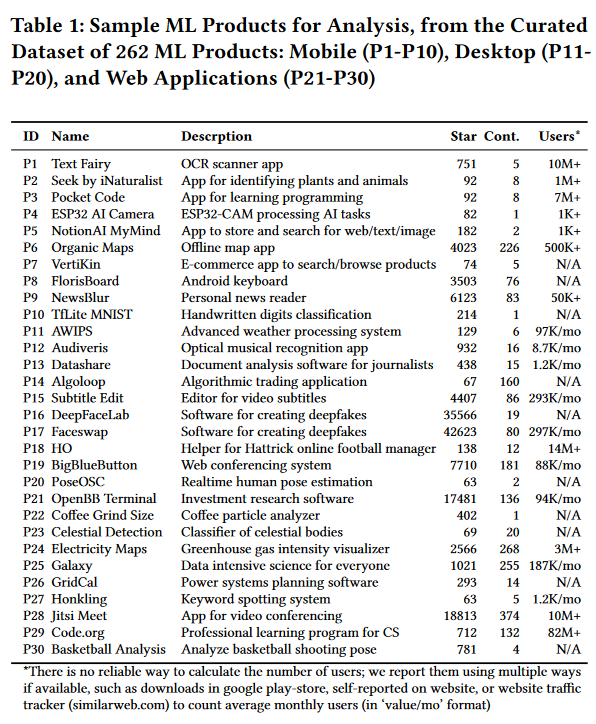 Table 1: Sample ML Products for Analysis, from the Curated
Dataset of 262 ML Products: Mobile (P1-P10), Desktop (P11-
P20), and Web Applications (P21-P30)
ID Name Descrption Star Cont. Users*
P1 Text Fairy OCR scanner app 751 5 10M+
P2 Seek by iNaturalist App for identifying plants and animals 92 8 1M+
P3 Pocket Code App for learning programming 92 8 7M+
P4 ESP32 AI Camera ESP32-CAM processing AI tasks 82 1 1K+
P5 NotionAI MyMind App to store and search for web/text/image 182 2 1K+
P6 Organic Maps Offline map app 4023 226 500K+
P7 VertiKin E-commerce app to search/browse products 74 5 N/A
P8 FlorisBoard Android keyboard 3503 76 N/A
P9 NewsBlur Personal news reader 6123 83 50K+
P10 TfLite MNIST Handwritten digits classification 214 1 N/A
P11 AWIPS Advanced weather processing system 129 6 97K/mo
P12 Audiveris Optical musical recognition app 932 16 8.7K/mo
P13 Datashare Document analysis software for journalists 438 15 1.2K/mo
P14 Algoloop Algorithmic trading application 67 160 N/A
P15 Subtitle Edit Editor for video subtitles 4407 86 293K/mo
P16 DeepFaceLab Software for creating deepfakes 35566 19 N/A
P17 Faceswap Software for creating deepfakes 42623 80 297K/mo
P18 HO Helper for Hattrick online football manager 138 12 14M+
P19 BigBlueButton Web conferencing system 7710 181 88K/mo
P20 PoseOSC Realtime human pose estimation 63 2 N/A
P21 OpenBB Terminal Investment research software 17481 136 94K/mo
P22 Coffee Grind Size Coffee particle analyzer 402 1 N/A
P23 Celestial Detection Classifier of celestial bodies 69 20 N/A
P24 Electricity Maps Greenhouse gas intensity visualizer 2566 268 3M+
P25 Galaxy Data intensive science for everyone 1021 255 187K/mo
P26 GridCal Power systems planning software 293 14 N/A
P27 Honkling Keyword spotting system 63 5 1.2K/mo
P28 Jitsi Meet App for video conferencing 18813 374 10M+
P29 Code.org Professional learning program for CS 712 132 82M+
P30 Basketball Analysis Analyze basketball shooting pose 781 4 N/A
*There is no reliable way to calculate the number of users; we report them using multiple ways
if available, such as downloads in google play-store, self-reported on website, or website traffic
tracker (similarweb.com) to count average monthly users (in 'value/mo' format)